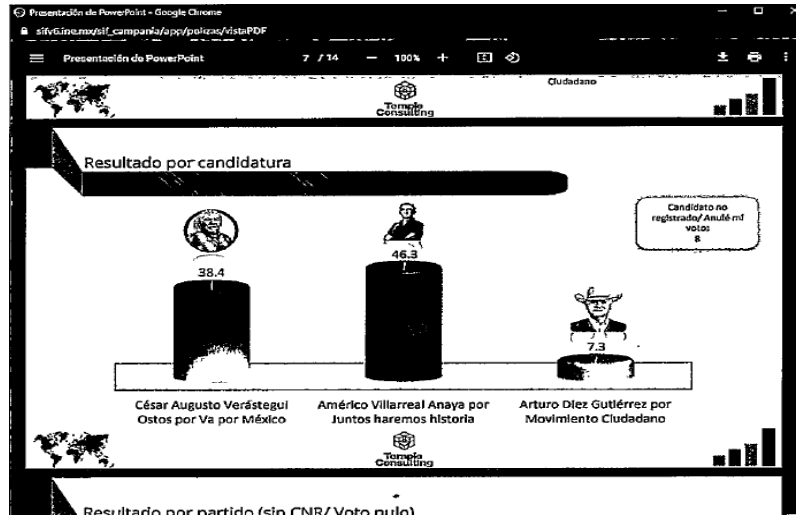 Presentación de PowerPoint - Google Chrome
sifv6.ine.mx/sif_campania/app/polizas/vistaPDF
Presentación de PowerPoint 7 / 14 — 100% +
Ciudadano
Temple
Consulting
Resultado por candidatura
Candidato no
registrado/ Anulé mi
voto:
8
38.4
46.3
7.3
César Augusto Verástegui
Ostos por Va por México
Américo Villarreal Anaya por
Juntos haremos historia
Arturo Diez Gutiérrez por
Movimiento Ciudadano
Temple
Consulting
Resultado por partido (sin CNR/ Voto nulo)